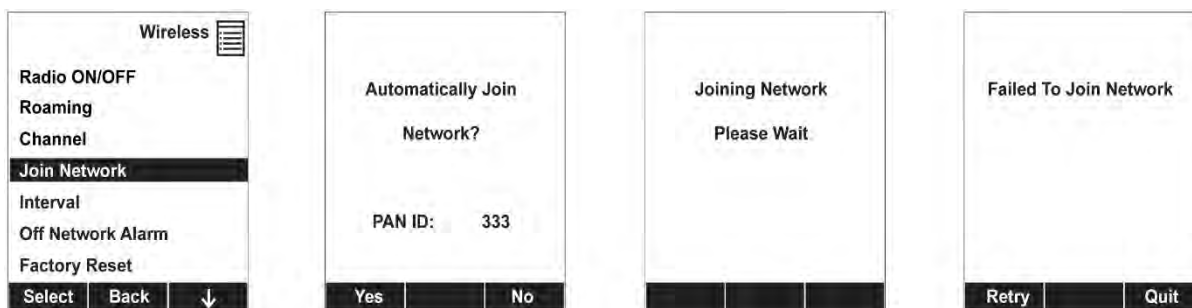 Wireless
Radio ON/OFF
Roaming
Channel
Join Network
Interval
Off Network Alarm
Factory Reset
Select Back ↓
Automatically Join
Network?
PAN ID: 333
Yes No
Joining Network
Please Wait
Failed To Join Network
Retry Quit